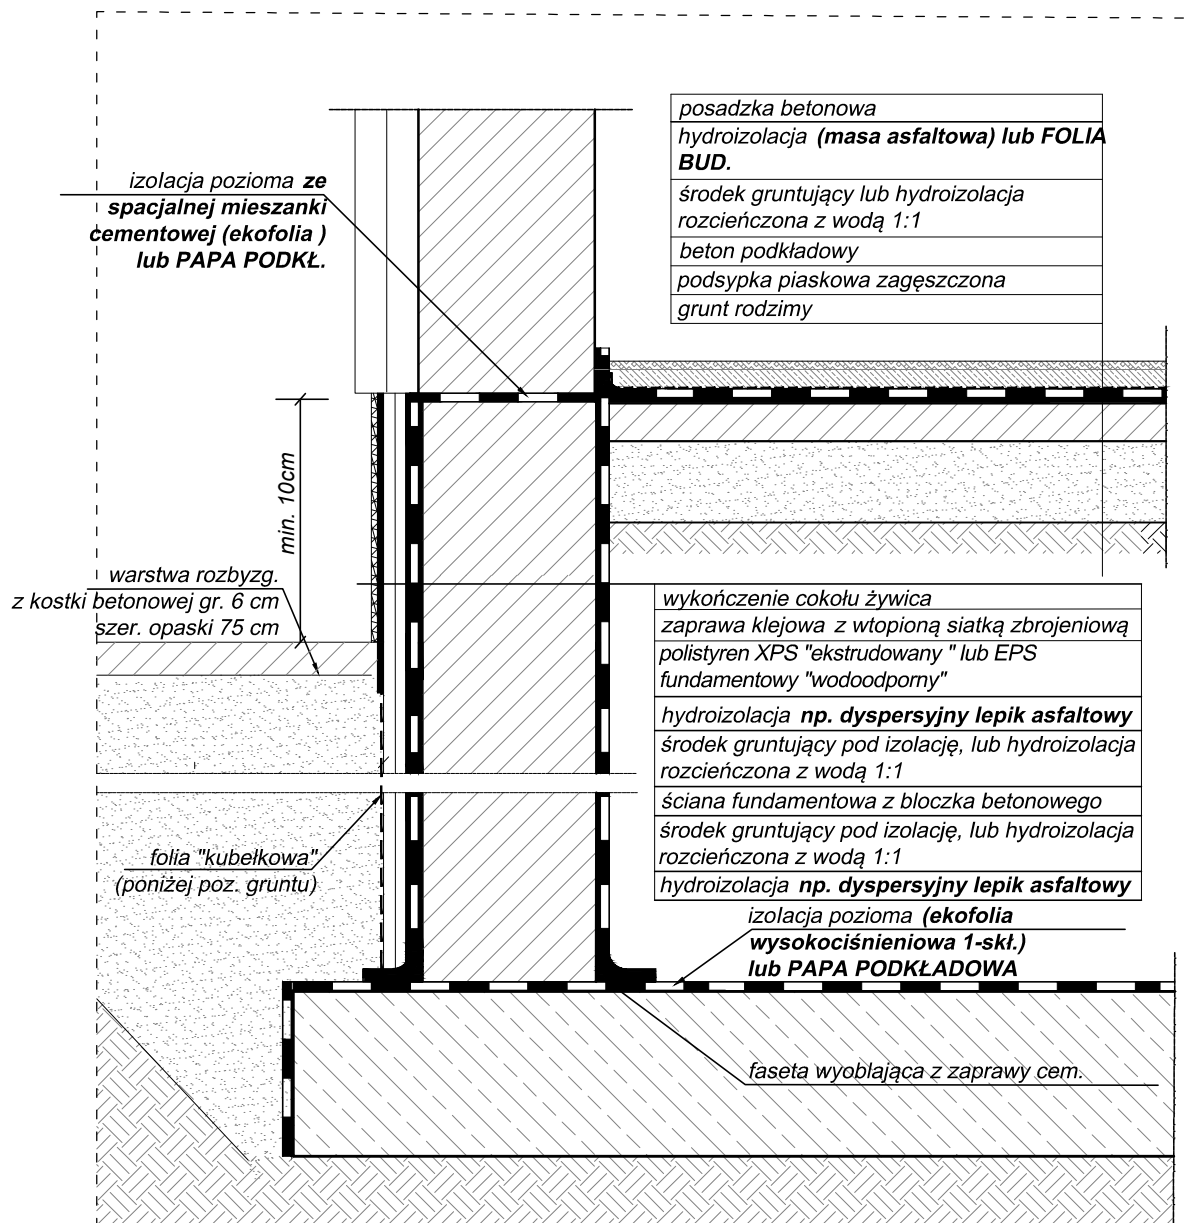 posadzka betonowa
hydroizolacja (masa asfaltowa) lub FOLIA
BUD.
środek gruntujący lub hydroizolacja
rozcieńczona z wodą 1:1
beton podkładowy
podsypka piaskowa zagęszczona
grunt rodzimy
izolacja pozioma ze
spacjalnej mieszanki
cementowej (ekofolia )
lub PAPA PODKŁ.
min. 10cm
warstwa rozbyzg.
z kostki betonowej gr. 6 cm
szer. opaski 75 cm
wykończenie cokołu żywica
zaprawa klejowa z wtopioną siatką zbrojeniową
polistyren XPS "ekstrudowany " lub EPS
fundamentowy "wodoodporny"
hydroizolacja np. dyspersyjny lepik asfaltowy
środek gruntujący pod izolację, lub hydroizolacja
rozcieńczona z wodą 1:1
ściana fundamentowa z bloczka betonowego
środek gruntujący pod izolację, lub hydroizolacja
rozcieńczona z wodą 1:1
hydroizolacja np. dyspersyjny lepik asfaltowy
folia "kubełkowa"
(poniżej poz. gruntu)
izolacja pozioma (ekofolia
wysokociśnieniowa 1-skł.)
lub PAPA PODKŁADOWA
faseta wyoblająca z zaprawy cem.